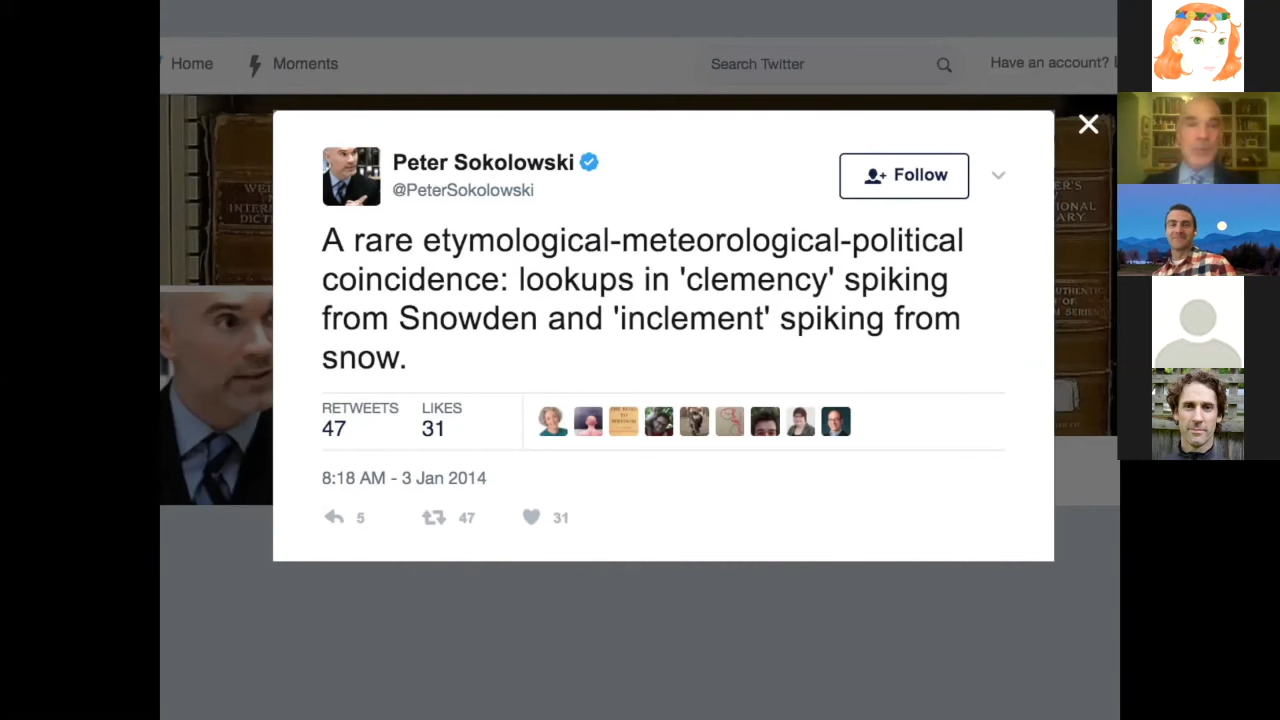 Home
Moments
Search Twitter
Have an account?
Peter Sokolowski
@PeterSokolowski
Follow
A rare etymological-meteorological-political
coincidence: lookups in 'clemency' spiking
from Snowden and 'inclement' spiking from
snow.
RETWEETS LIKES
47 31
8:18 AM - 3 Jan 2014
5 47 31